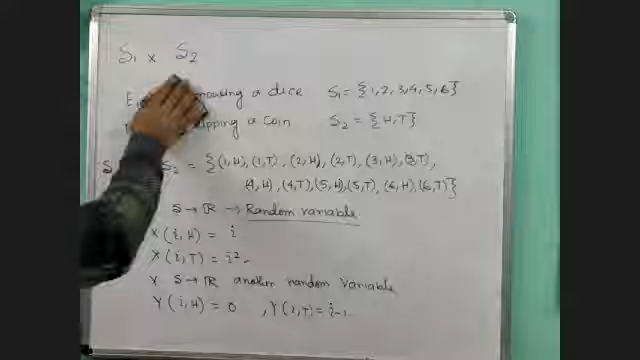 S₁ × S₂
E₁ a dice S₁ = {1, 2, 3, 4, 5, 6}
a coin S₂ = {H, T}
S S₂ = {(1, H), (1, T), (2, H), (2, T), (3, H), (3, T),
(4, H), (4, T), (5, H), (5, T), (6, H), (6, T)}
S → ℝ → Random variable
X (i, H) = i
X (i, T) = i² -
Y S → ℝ another random variable
Y (i, H) = 0 , Y (i, T) = i-1.